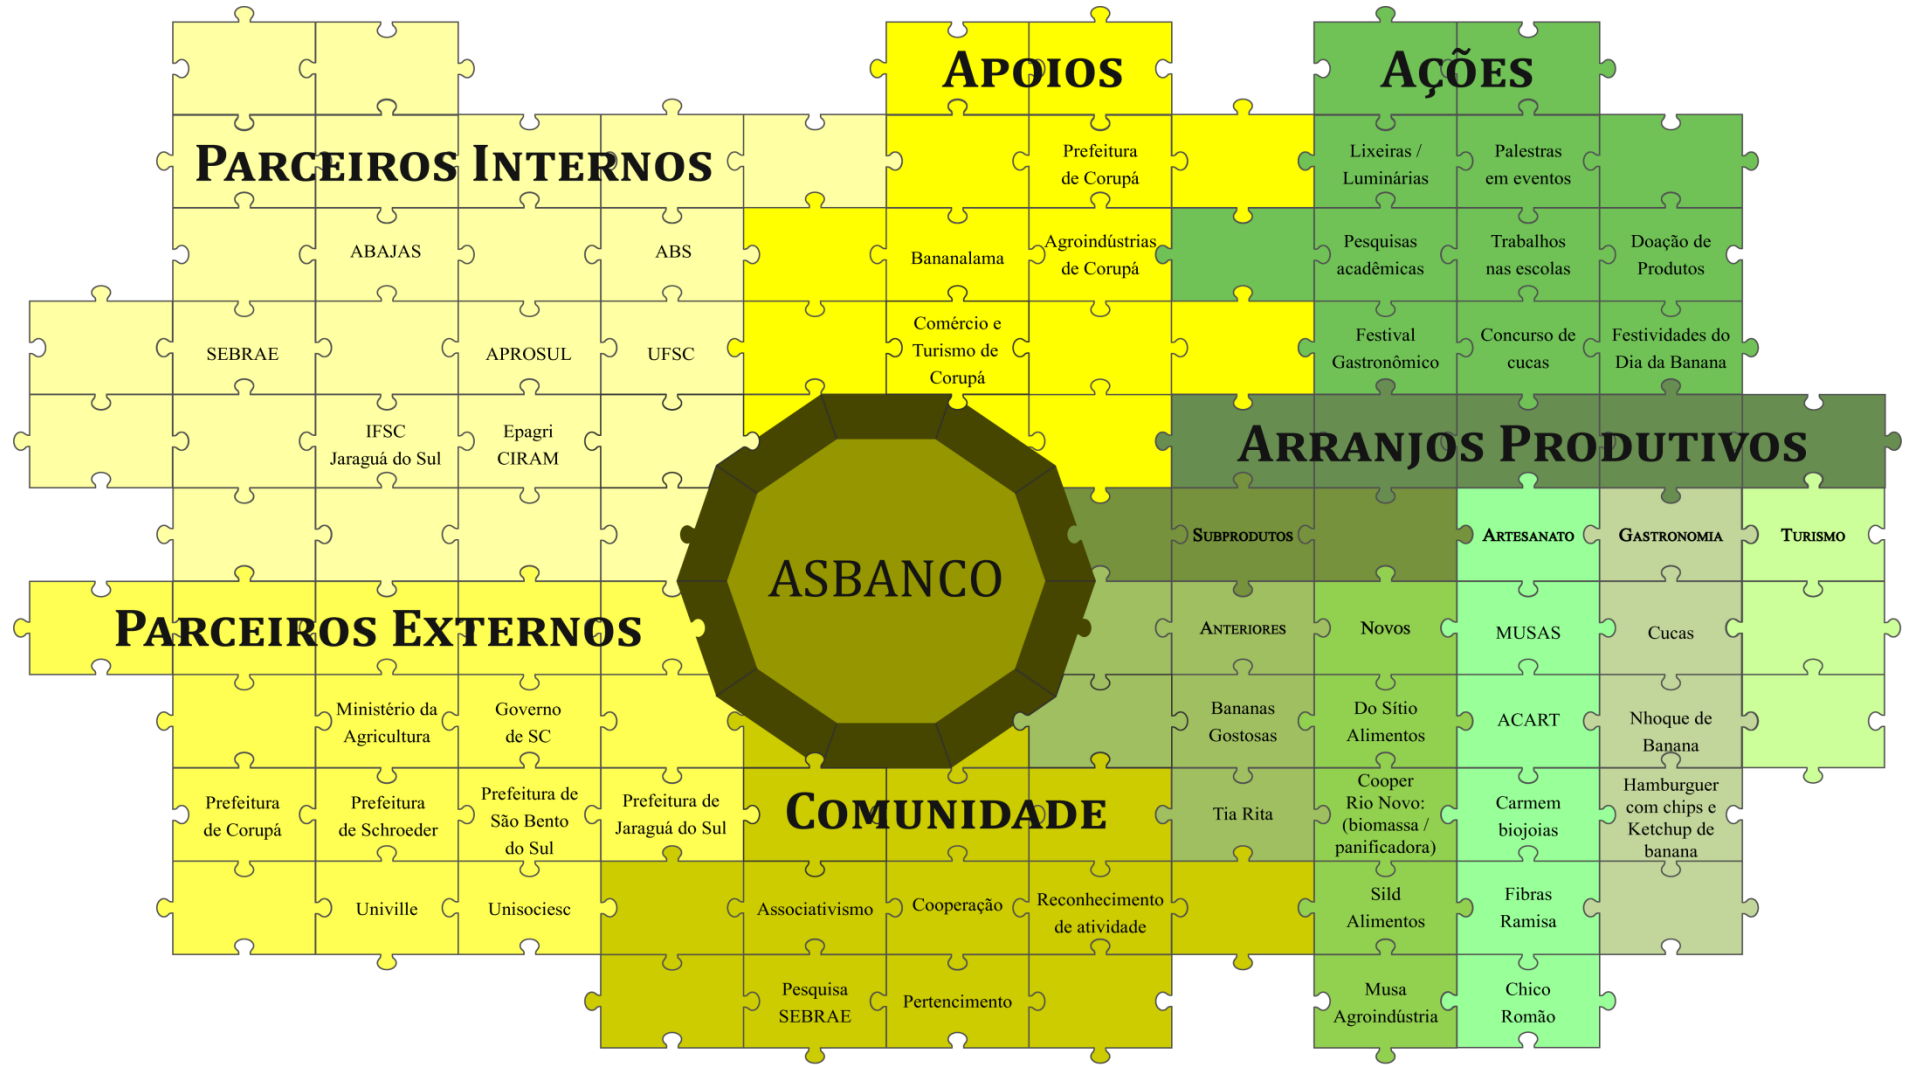 PARCEIROS INTERNOS
ABAJAS
ABS
SEBRAE
APROSUL
UFSC
IFSC
Jaraguá do Sul
Epagri
CIRAM
APOIOS
Prefeitura
de Corupá
Bananalama
Agroindústrias
de Corupá
Comércio e
Turismo de
Corupá
AÇÕES
Lixeiras /
Luminárias
Palestras
em eventos
Pesquisas
acadêmicas
Trabalhos
nas escolas
Doação de
Produtos
Festival
Gastronômico
Concurso de
cucas
Festividades do
Dia da Banana
ASBANCO
PARCEIROS EXTERNOS
Ministério da
Agricultura
Governo
de SC
Prefeitura
de Corupá
Prefeitura
de Schroeder
Prefeitura de
São Bento
do Sul
Prefeitura de
Jaraguá do Sul
Univille
Unisociesc
COMUNIDADE
Associativismo
Cooperação
Reconhecimento
de atividade
Pesquisa
SEBRAE
Pertencimento
ARRANJOS PRODUTIVOS
SUBPRODUTOS
ANTERIORES
Bananas
Gostosas
Tia Rita
NOVOS
Do Sítio
Alimentos
Cooper
Rio Novo:
(biomassa /
panificadora)
Sild
Alimentos
Musa
Agroindústria
ARTESANATO
MUSAS
ACART
Carmem
biojoias
Fibras
Ramisa
Chico
Romão
GASTRONOMIA
Cucas
Nhoque de
Banana
Hamburguer
com chips e
Ketchup de
banana
TURISMO